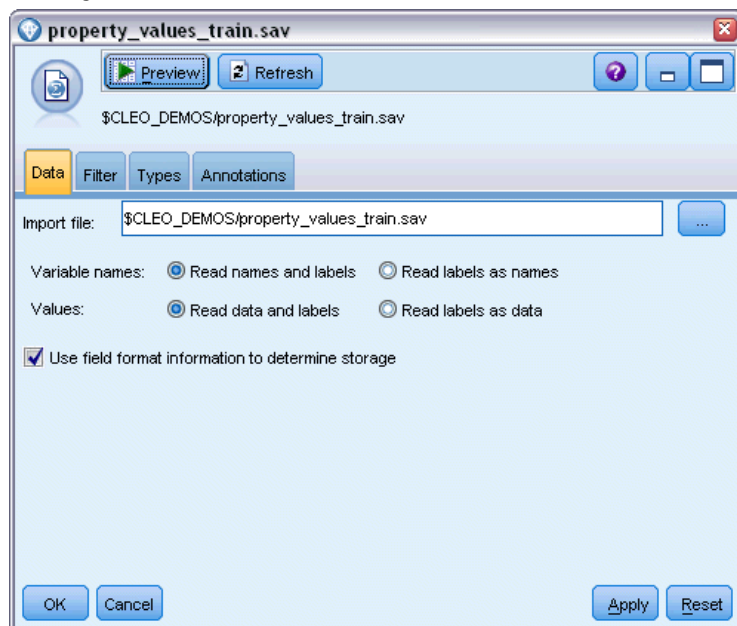 property_values_train.sav
Preview Refresh
$CLEO_DEMOS/property_values_train.sav
Data Filter Types Annotations
Import file: $CLEO_DEMOS/property_values_train.sav ...
Variable names: Read names and labels Read labels as names
Values: Read data and labels Read labels as data
Use field format information to determine storage
OK Cancel Apply Reset